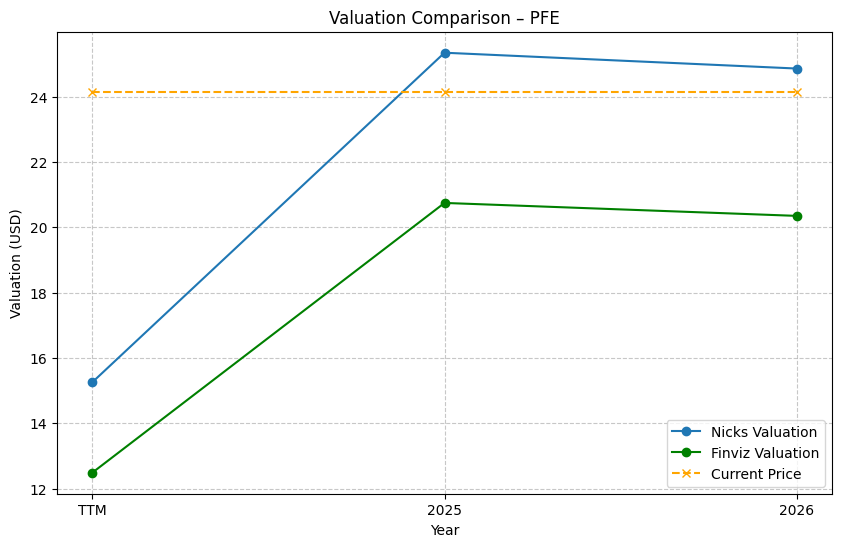 Valuation Comparison – PFE
Valuation (USD)
24
22
20
18
16
14
12
TTM
2025
2026
Year
Nicks Valuation
Finviz Valuation
Current Price